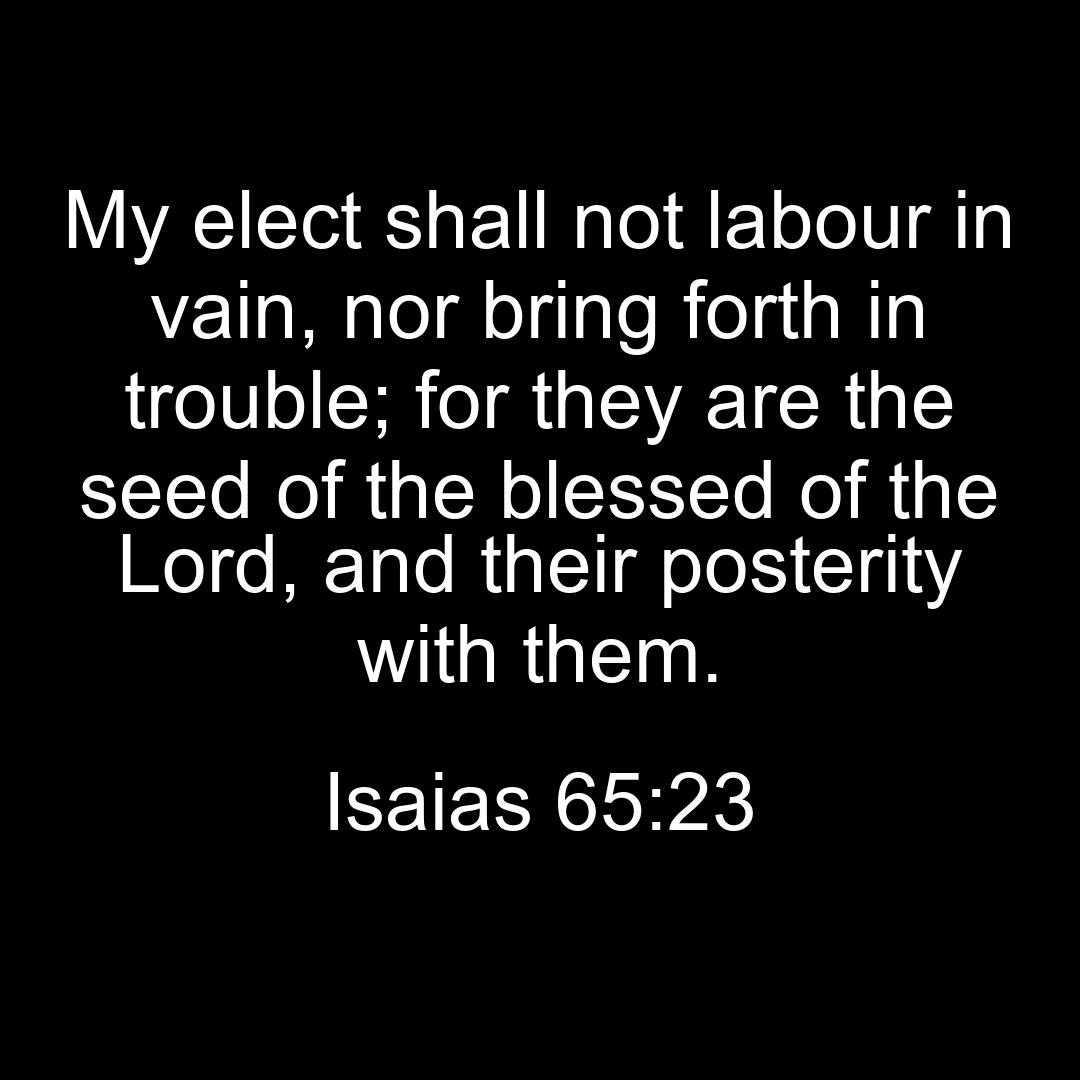 My elect shall not labour in
vain, nor bring forth in
trouble; for they are the
seed of the blessed of the
Lord, and their posterity
with them.
Isaias 65:23